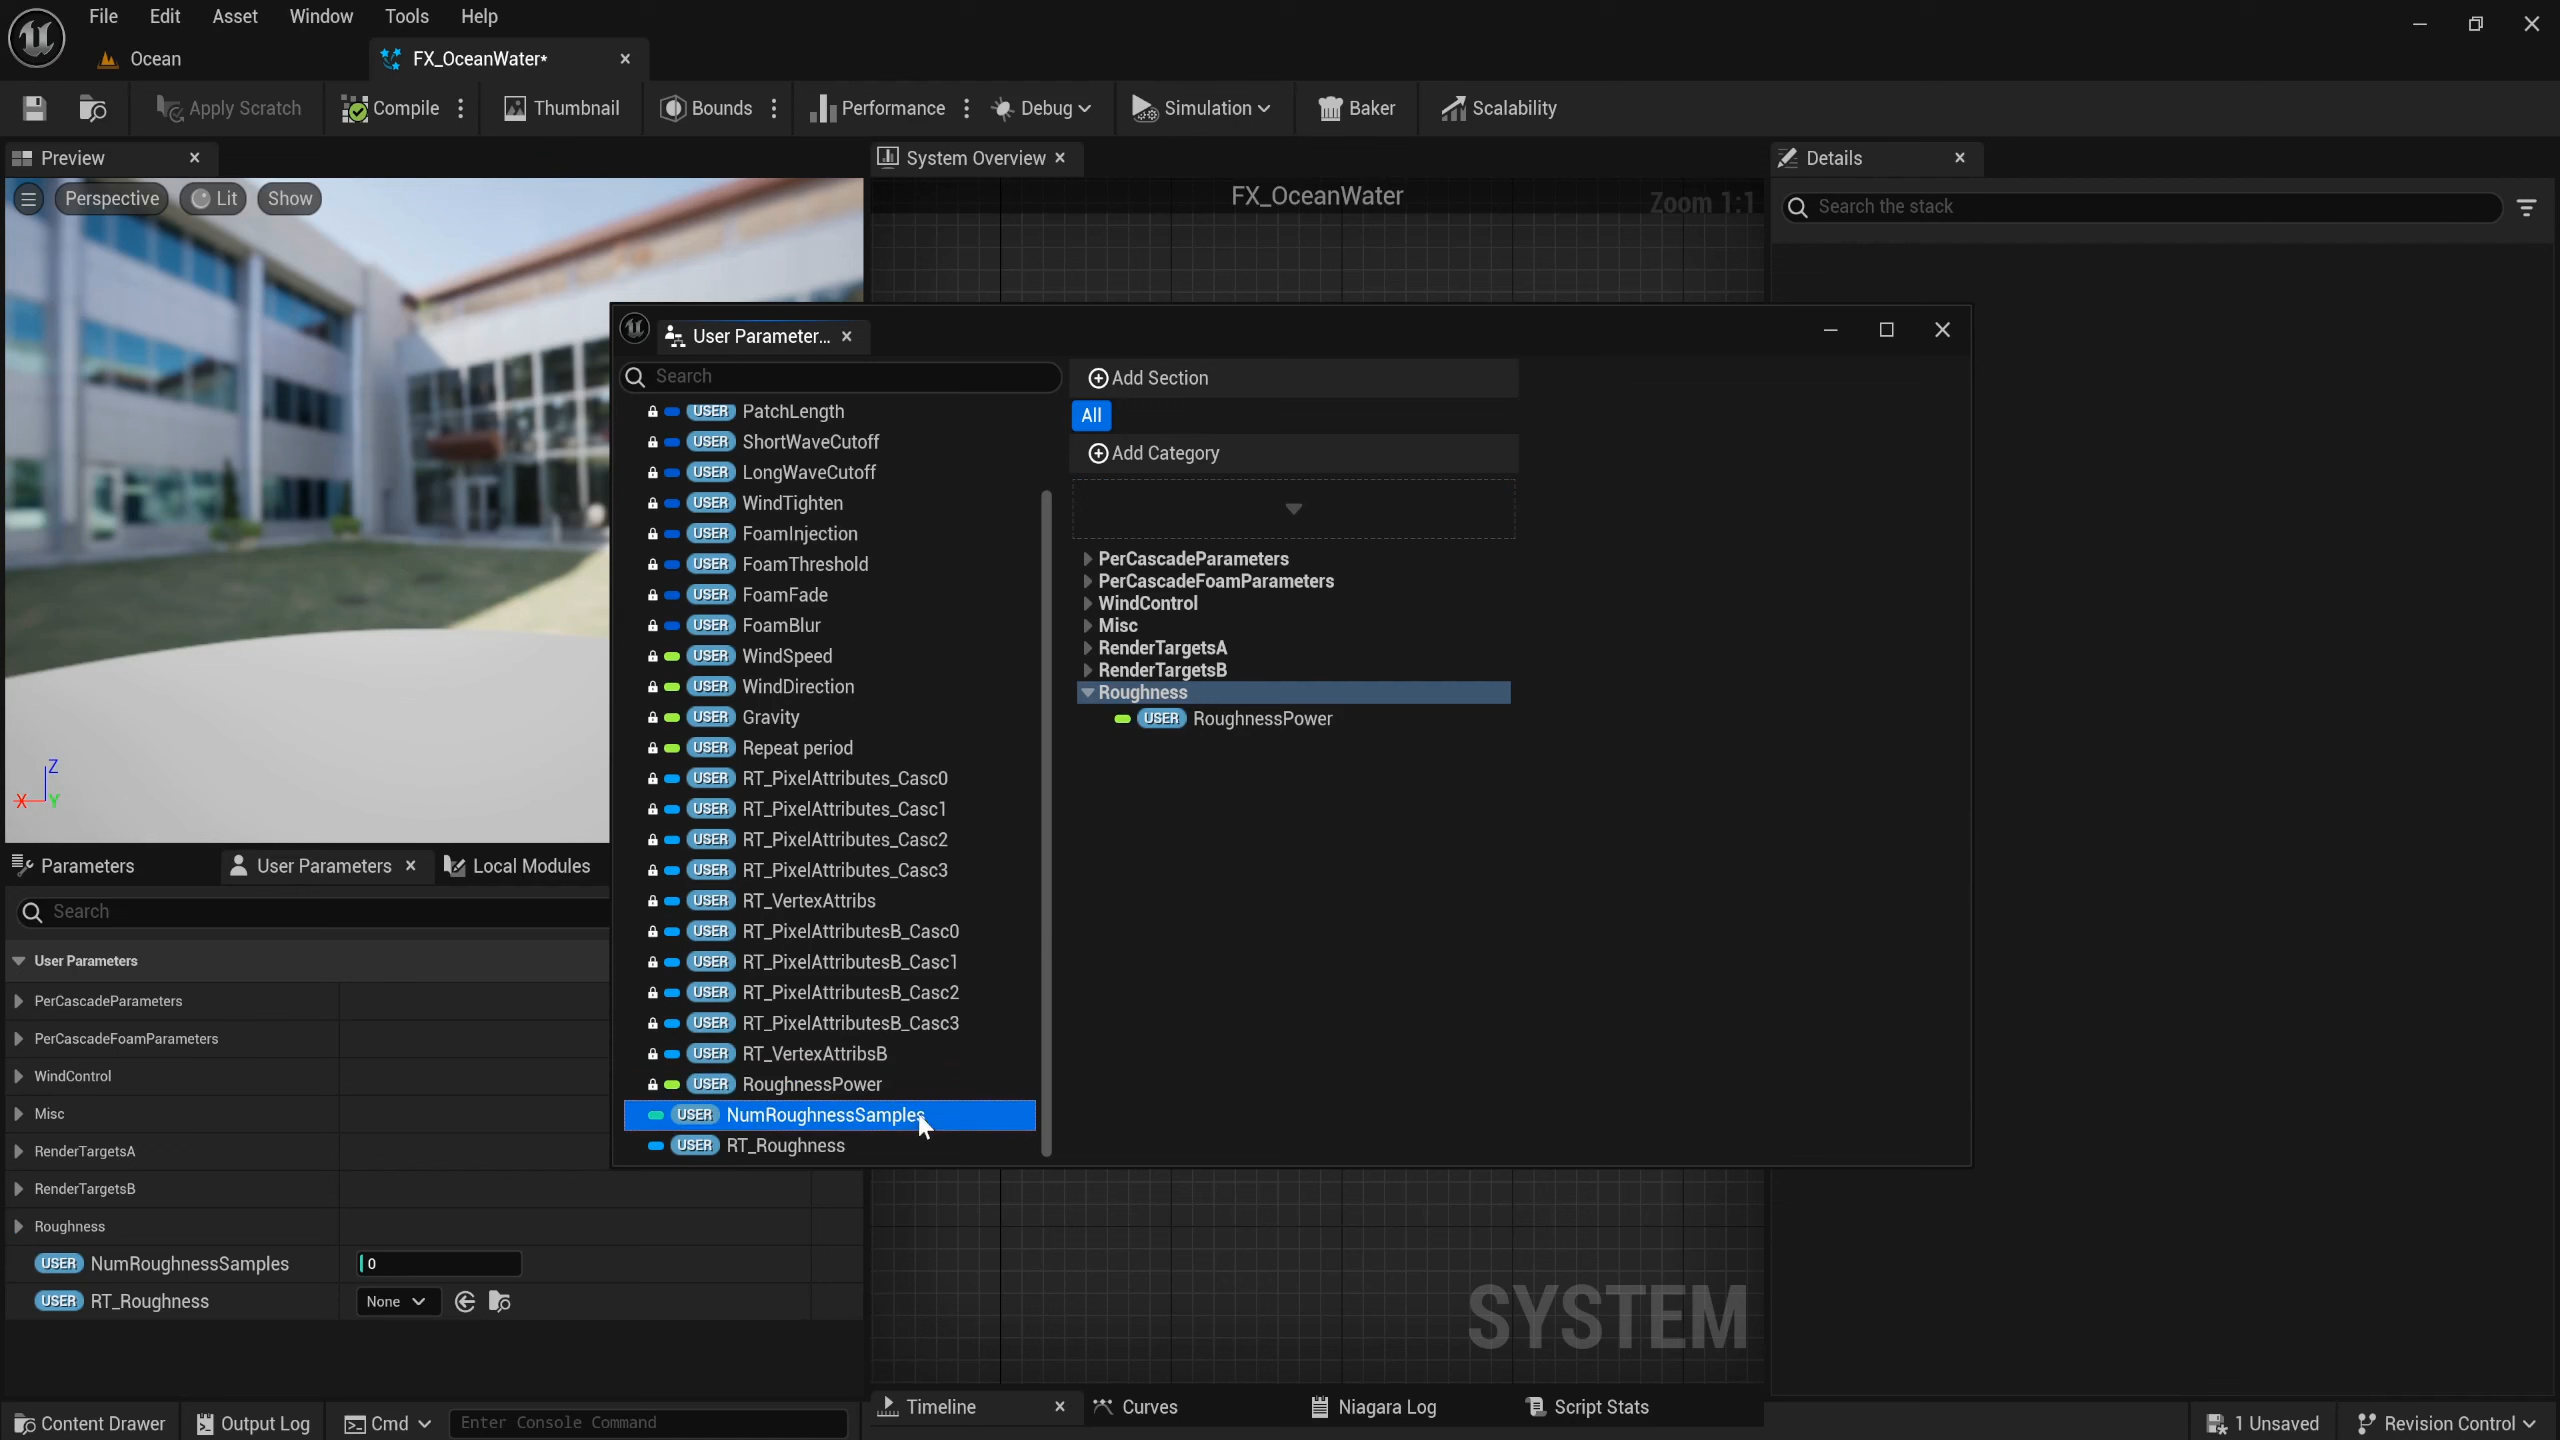 File Edit Asset Window Tools Help
Ocean FX_OceanWater*
Apply Scratch Compile Thumbnail Bounds Performance Debug Simulation Baker Scalability
Preview System Overview Details
Perspective Lit Show
FX_OceanWater Zoom 1:1
Search the stack
User Parameter...
Search
Add Section
All
Add Category
USER PatchLength
USER ShortWaveCutoff
USER LongWaveCutoff
USER WindTighten
USER FoamInjection
USER FoamThreshold
USER FoamFade
USER FoamBlur
USER WindSpeed
USER WindDirection
USER Gravity
USER Repeat period
USER RT_PixelAttributes_Casc0
USER RT_PixelAttributes_Casc1
USER RT_PixelAttributes_Casc2
USER RT_PixelAttributes_Casc3
USER RT_VertexAttribs
USER RT_PixelAttributesB_Casc0
USER RT_PixelAttributesB_Casc1
USER RT_PixelAttributesB_Casc2
USER RT_PixelAttributesB_Casc3
USER RT_VertexAttribsB
USER RoughnessPower
USER NumRoughnessSamples
USER RT_Roughness
PerCascadeParameters
PerCascadeFoamParameters
WindControl
Misc
RenderTargetsA
RenderTargetsB
Roughness
USER RoughnessPower
Z
X Y
Parameters User Parameters Local Modules
Search
User Parameters
PerCascadeParameters
PerCascadeFoamParameters
WindControl
Misc
RenderTargetsA
RenderTargetsB
Roughness
USER NumRoughnessSamples 0
USER RT_Roughness None
SYSTEM
Timeline Curves Niagara Log Script Stats
Content Drawer Output Log Cmd Enter Console Command 1 Unsaved Revision Control